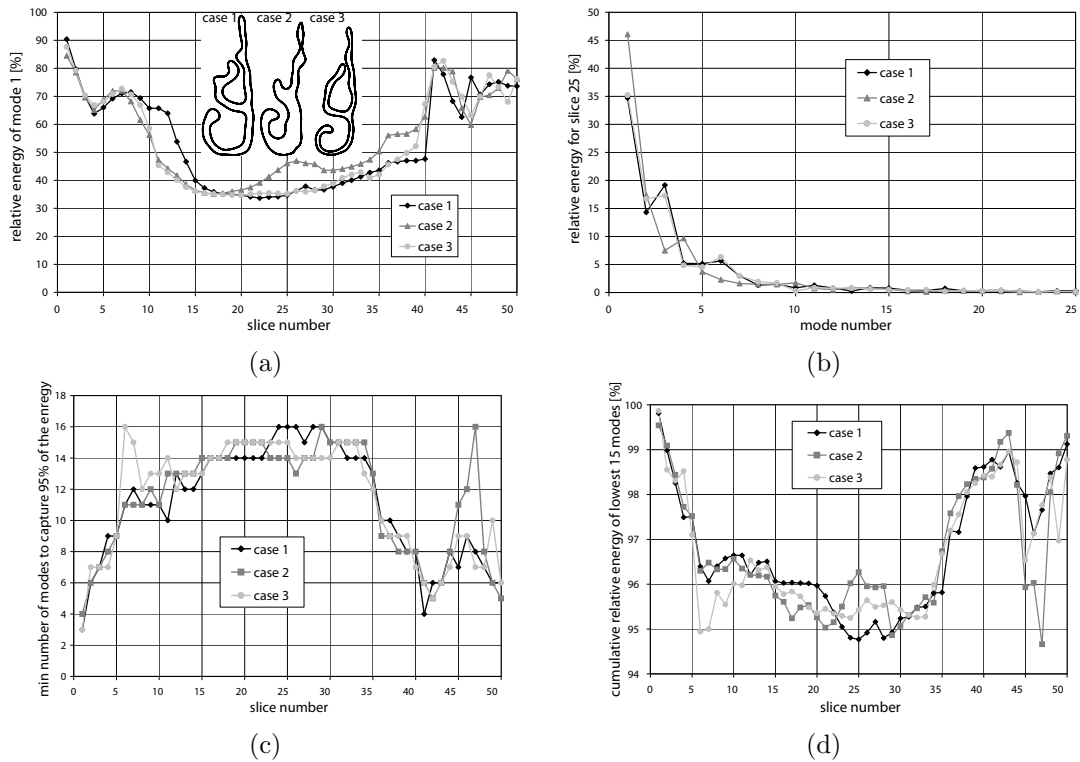 relative energy of mode 1 [%]
100
90
80
70
60
50
40
30
20
10
0
case 1 case 2 case 3
case 1
case 2
case 3
0 5 10 15 20 25 30 35 40 45 50
slice number
(a)
relative energy for slice 25 [%]
50
45
40
35
30
25
20
15
10
5
0
case 1
case 2
case 3
0 5 10 15 20 25
mode number
(b)
min number of modes to capture 95% of the enregy
18
16
14
12
10
8
6
4
2
0
case 1
case 2
case 3
0 5 10 15 20 25 30 35 40 45 50
slice number
(c)
cumulative relative energy of lowest 15 modes [%]
100
99
98
97
96
95
94
case 1
case 2
case 3
0 5 10 15 20 25 30 35 40 45 50
slice number
(d)